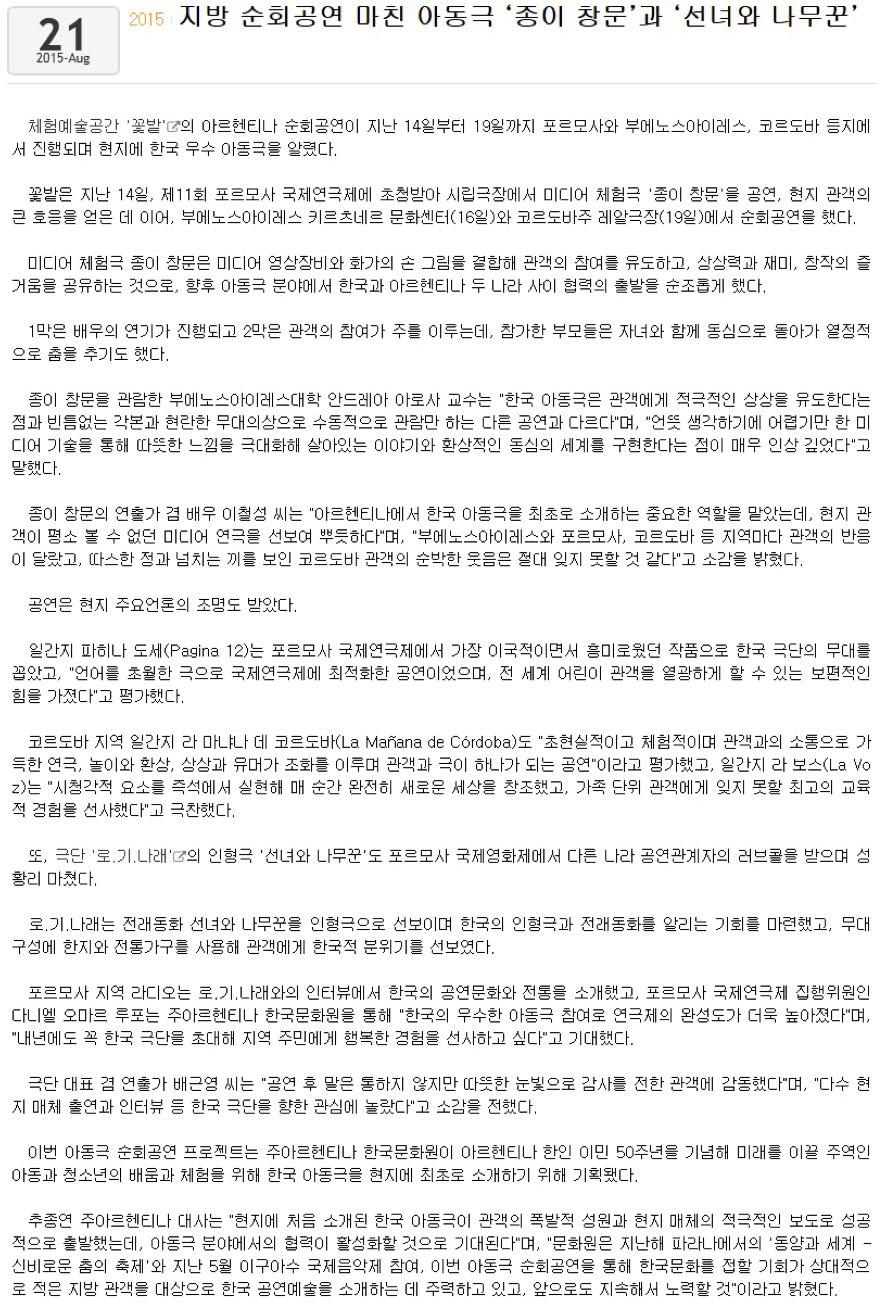 21
2015-Aug
2015 지방 순회공연 마친 아동극 ‘종이 창문’과 ‘선녀와 나무꾼’
체험예술공간 '꽃밭'의 아르헨티나 순회공연이 지난 14일부터 19일까지 포르모사와 부에노스아이레스, 코르도바 등지에
서 진행되며 현지에 한국 우수 아동극을 알렸다.
꽃밭은 지난 14일, 제11회 포르모사 국제연극제에 초청받아 시립극장에서 미디어 체험극 '종이 창문'을 공연, 현지 관객의
큰 호응을 얻은 데 이어, 부에노스아이레스 키르츠네르 문화센터(16일)와 코르도바주 레알극장(19일)에서 순회공연을 했다.
미디어 체험극 종이 창문은 미디어 영상장비와 화가의 손 그림을 결합해 관객의 참여를 유도하고, 상상력과 재미, 창작의 즐
거움을 공유하는 것으로, 향후 아동극 분야에서 한국과 아르헨티나 두 나라 사이 협력의 출발을 순조롭게 했다.
1막은 배우의 연기가 진행되고 2막은 관객의 참여가 주를 이루는데, 참가한 부모들은 자녀와 함께 동심으로 돌아가 열정적
으로 춤을 추기도 했다.
종이 창문을 관람한 부에노스아이레스대학 안드레아 아로사 교수는 "한국 아동극은 관객에게 적극적인 상상을 유도한다는
점과 빈틈없는 각본과 현란한 무대의상으로 수동적으로 관람만 하는 다른 공연과 다르다"며, "언뜻 생각하기에 어렵기만 한 미
디어 기술을 통해 따뜻한 느낌을 극대화해 살아있는 이야기와 환상적인 동심의 세계를 구현한다는 점이 매우 인상 깊었다"고
말했다.
종이 창문의 연출가 겸 배우 이철성 씨는 "아르헨티나에서 한국 아동극을 최초로 소개하는 중요한 역할을 맡았는데, 현지 관
객이 평소 볼 수 없던 미디어 연극을 선보여 뿌듯하다"며, "부에노스아이레스와 포르모사, 코르도바 등 지역마다 관객의 반응
이 달랐고, 따스한 정과 넘치는 끼를 보인 코르도바 관객의 순박한 웃음은 절대 잊지 못할 것 같다"고 소감을 밝혔다.
공연은 현지 주요언론의 조명도 받았다.
일간지 파히나 도세(Pagina 12)는 포르모사 국제연극제에서 가장 이국적이면서 흥미로웠던 작품으로 한국 극단의 무대를
꼽았고, "언어를 초월한 극으로 국제연극제에 최적화한 공연이었으며, 전 세계 어린이 관객을 열광하게 할 수 있는 보편적인
힘을 가졌다"고 평가했다.
코르도바 지역 일간지 라 마냐나 데 코르도바(La Mañana de Córdoba)도 "초현실적이고 체험적이며 관객과의 소통으로 가
득한 연극, 놀이와 환상, 상상과 유머가 조화를 이루며 관객과 극이 하나가 되는 공연"이라고 평가했고, 일간지 라 보스(La Vo
z)는 "시청각적 요소를 즉석에서 실현해 매 순간 완전히 새로운 세상을 창조했고, 가족 단위 관객에게 잊지 못할 최고의 교육
적 경험을 선사했다"고 극찬했다.
또, 극단 '로.기.나래'의 인형극 '선녀와 나무꾼'도 포르모사 국제영화제에서 다른 나라 공연관계자의 러브콜을 받으며 성
황리 마쳤다.
로.기.나래는 전래동화 선녀와 나무꾼을 인형극으로 선보이며 한국의 인형극과 전래동화를 알리는 기회를 마련했고, 무대
구성에 한지와 전통가구를 사용해 관객에게 한국적 분위기를 선보였다.
포르모사 지역 라디오는 로.기.나래와의 인터뷰에서 한국의 공연문화와 전통을 소개했고, 포르모사 국제연극제 집행위원인
다니엘 오마르 루포는 주아르헨티나 한국문화원을 통해 "한국의 우수한 아동극 참여로 연극제의 완성도가 더욱 높아졌다"며,
"내년에도 꼭 한국 극단을 초대해 지역 주민에게 행복한 경험을 선사하고 싶다"고 기대했다.
극단 대표 겸 연출가 배근영 씨는 "공연 후 말은 통하지 않지만 따뜻한 눈빛으로 감사를 전한 관객에 감동했다"며, "다수 현
지 매체 출연과 인터뷰 등 한국 극단을 향한 관심에 놀랐다"고 소감을 전했다.
이번 아동극 순회공연 프로젝트는 주아르헨티나 한국문화원이 아르헨티나 한인 이민 50주년을 기념해 미래를 이끌 주역인
아동과 청소년의 배움과 체험을 위해 한국 아동극을 현지에 최초로 소개하기 위해 기획됐다.
추종연 주아르헨티나 대사는 "현지에 처음 소개된 한국 아동극이 관객의 폭발적 성원과 현지 매체의 적극적인 보도로 성공
적으로 출발했는데, 아동극 분야에서의 협력이 활성화할 것으로 기대된다"며, "문화원은 지난해 파라나에서의 '동양과 세계 -
신비로운 춤의 축제'와 지난 5월 이구아수 국제음악제 참여, 이번 아동극 순회공연을 통해 한국문화를 접할 기회가 상대적으
로 적은 지방 관객을 대상으로 한국 공연예술을 소개하는 데 주력하고 있고, 앞으로도 지속해서 노력할 것"이라고 밝혔다.